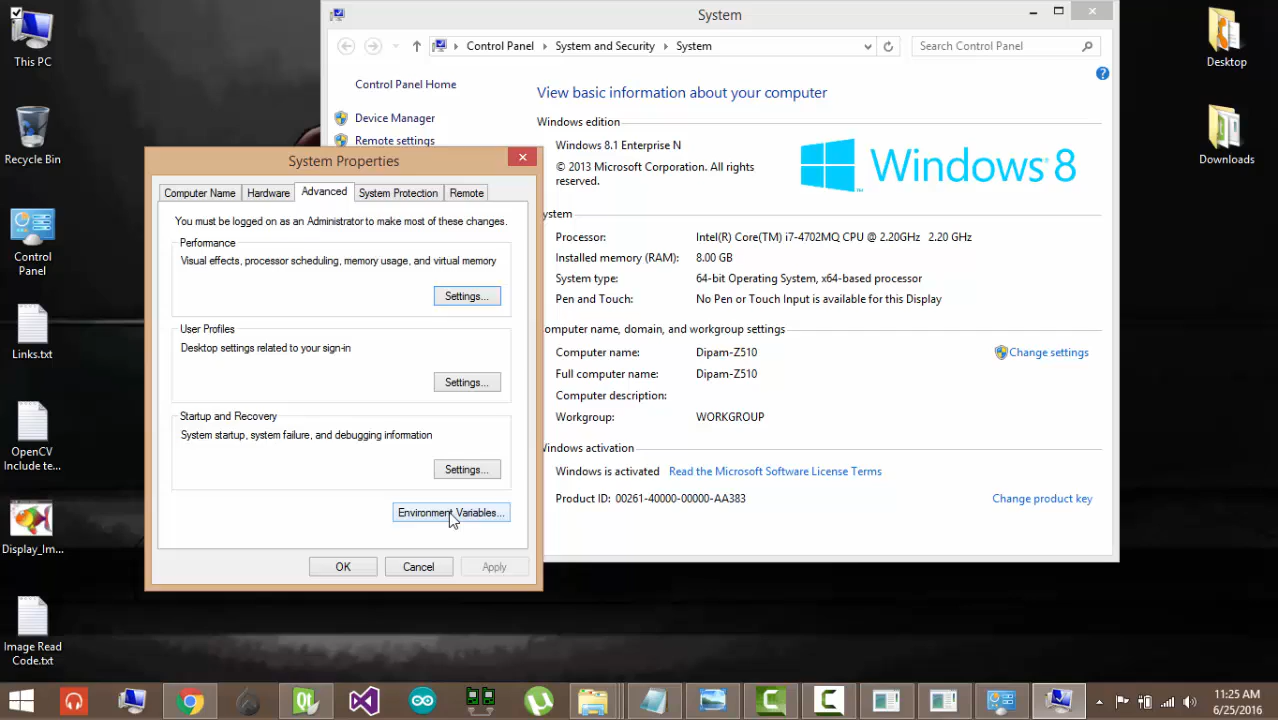 This PC
Recycle Bin
Control
Panel
Links.txt
OpenCV
Include te...
Display_Im...
Image Read
Code.txt
System
Control Panel
System and Security
System
Search Control Panel
Control Panel Home
Device Manager
Remote settings
View basic information about your computer
Windows edition
Windows 8.1 Enterprise N
© 2013 Microsoft Corporation. All rights
reserved.
Windows 8
ystem
Processor:
Intel(R) Core(TM) i7-4702MQ CPU @ 2.20GHz 2.20 GHz
Installed memory (RAM):
8.00 GB
System type:
64-bit Operating System, x64-based processor
Pen and Touch:
No Pen or Touch Input is available for this Display
omputer name, domain, and workgroup settings
Computer name:
Dipam-Z510
Change settings
Full computer name:
Dipam-Z510
Computer description:
Workgroup:
WORKGROUP
Windows activation
Windows is activated
Read the Microsoft Software License Terms
Product ID: 00261-40000-00000-AA383
Change product key
System Properties
Computer Name
Hardware
Advanced
System Protection
Remote
You must be logged on as an Administrator to make most of these changes.
Performance
Visual effects, processor scheduling, memory usage, and virtual memory
Settings...
User Profiles
Desktop settings related to your sign-in
Settings...
Startup and Recovery
System startup, system failure, and debugging information
Settings...
Environment Variables...
OK
Cancel
Apply
Desktop
Downloads
11:25 AM
6/25/2016